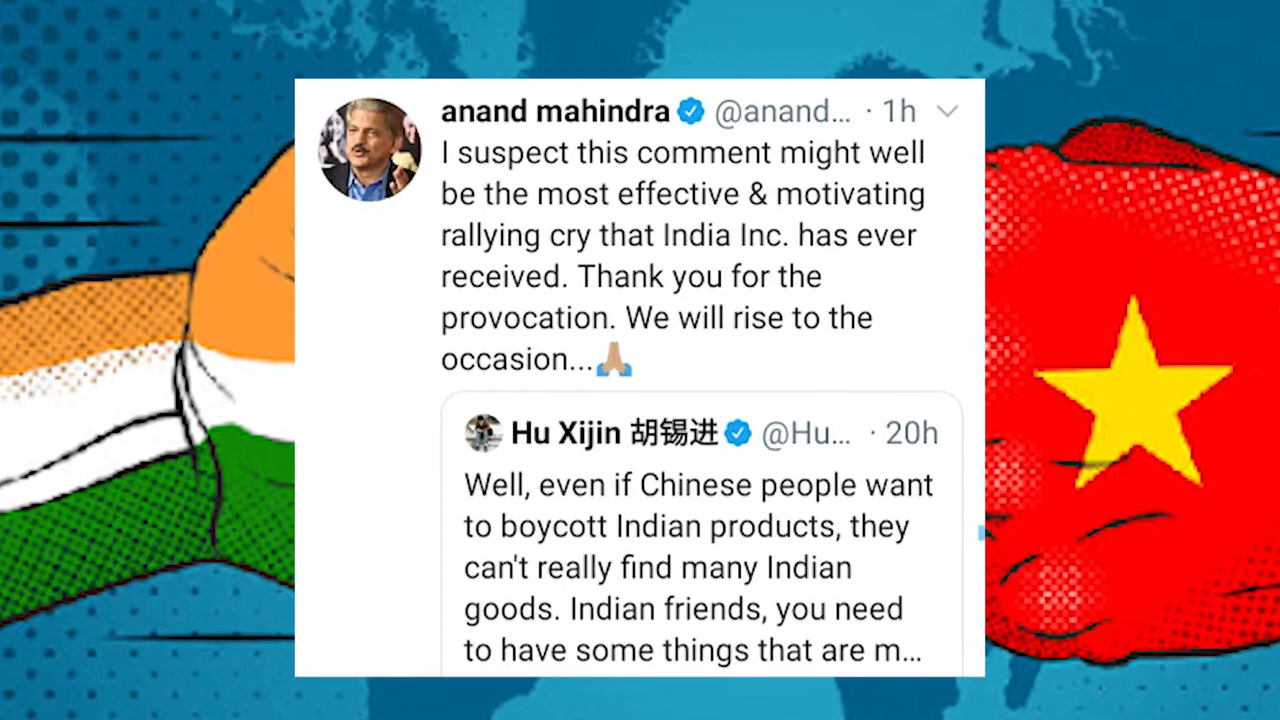 anand mahindra @anand... · 1h
I suspect this comment might well
be the most effective & motivating
rallying cry that India Inc. has ever
received. Thank you for the
provocation. We will rise to the
occasion...🙏🏼
Hu Xijin 胡锡进 @Hu... · 20h
Well, even if Chinese people want
to boycott Indian products, they
can't really find many Indian
goods. Indian friends, you need
to have some things that are m...